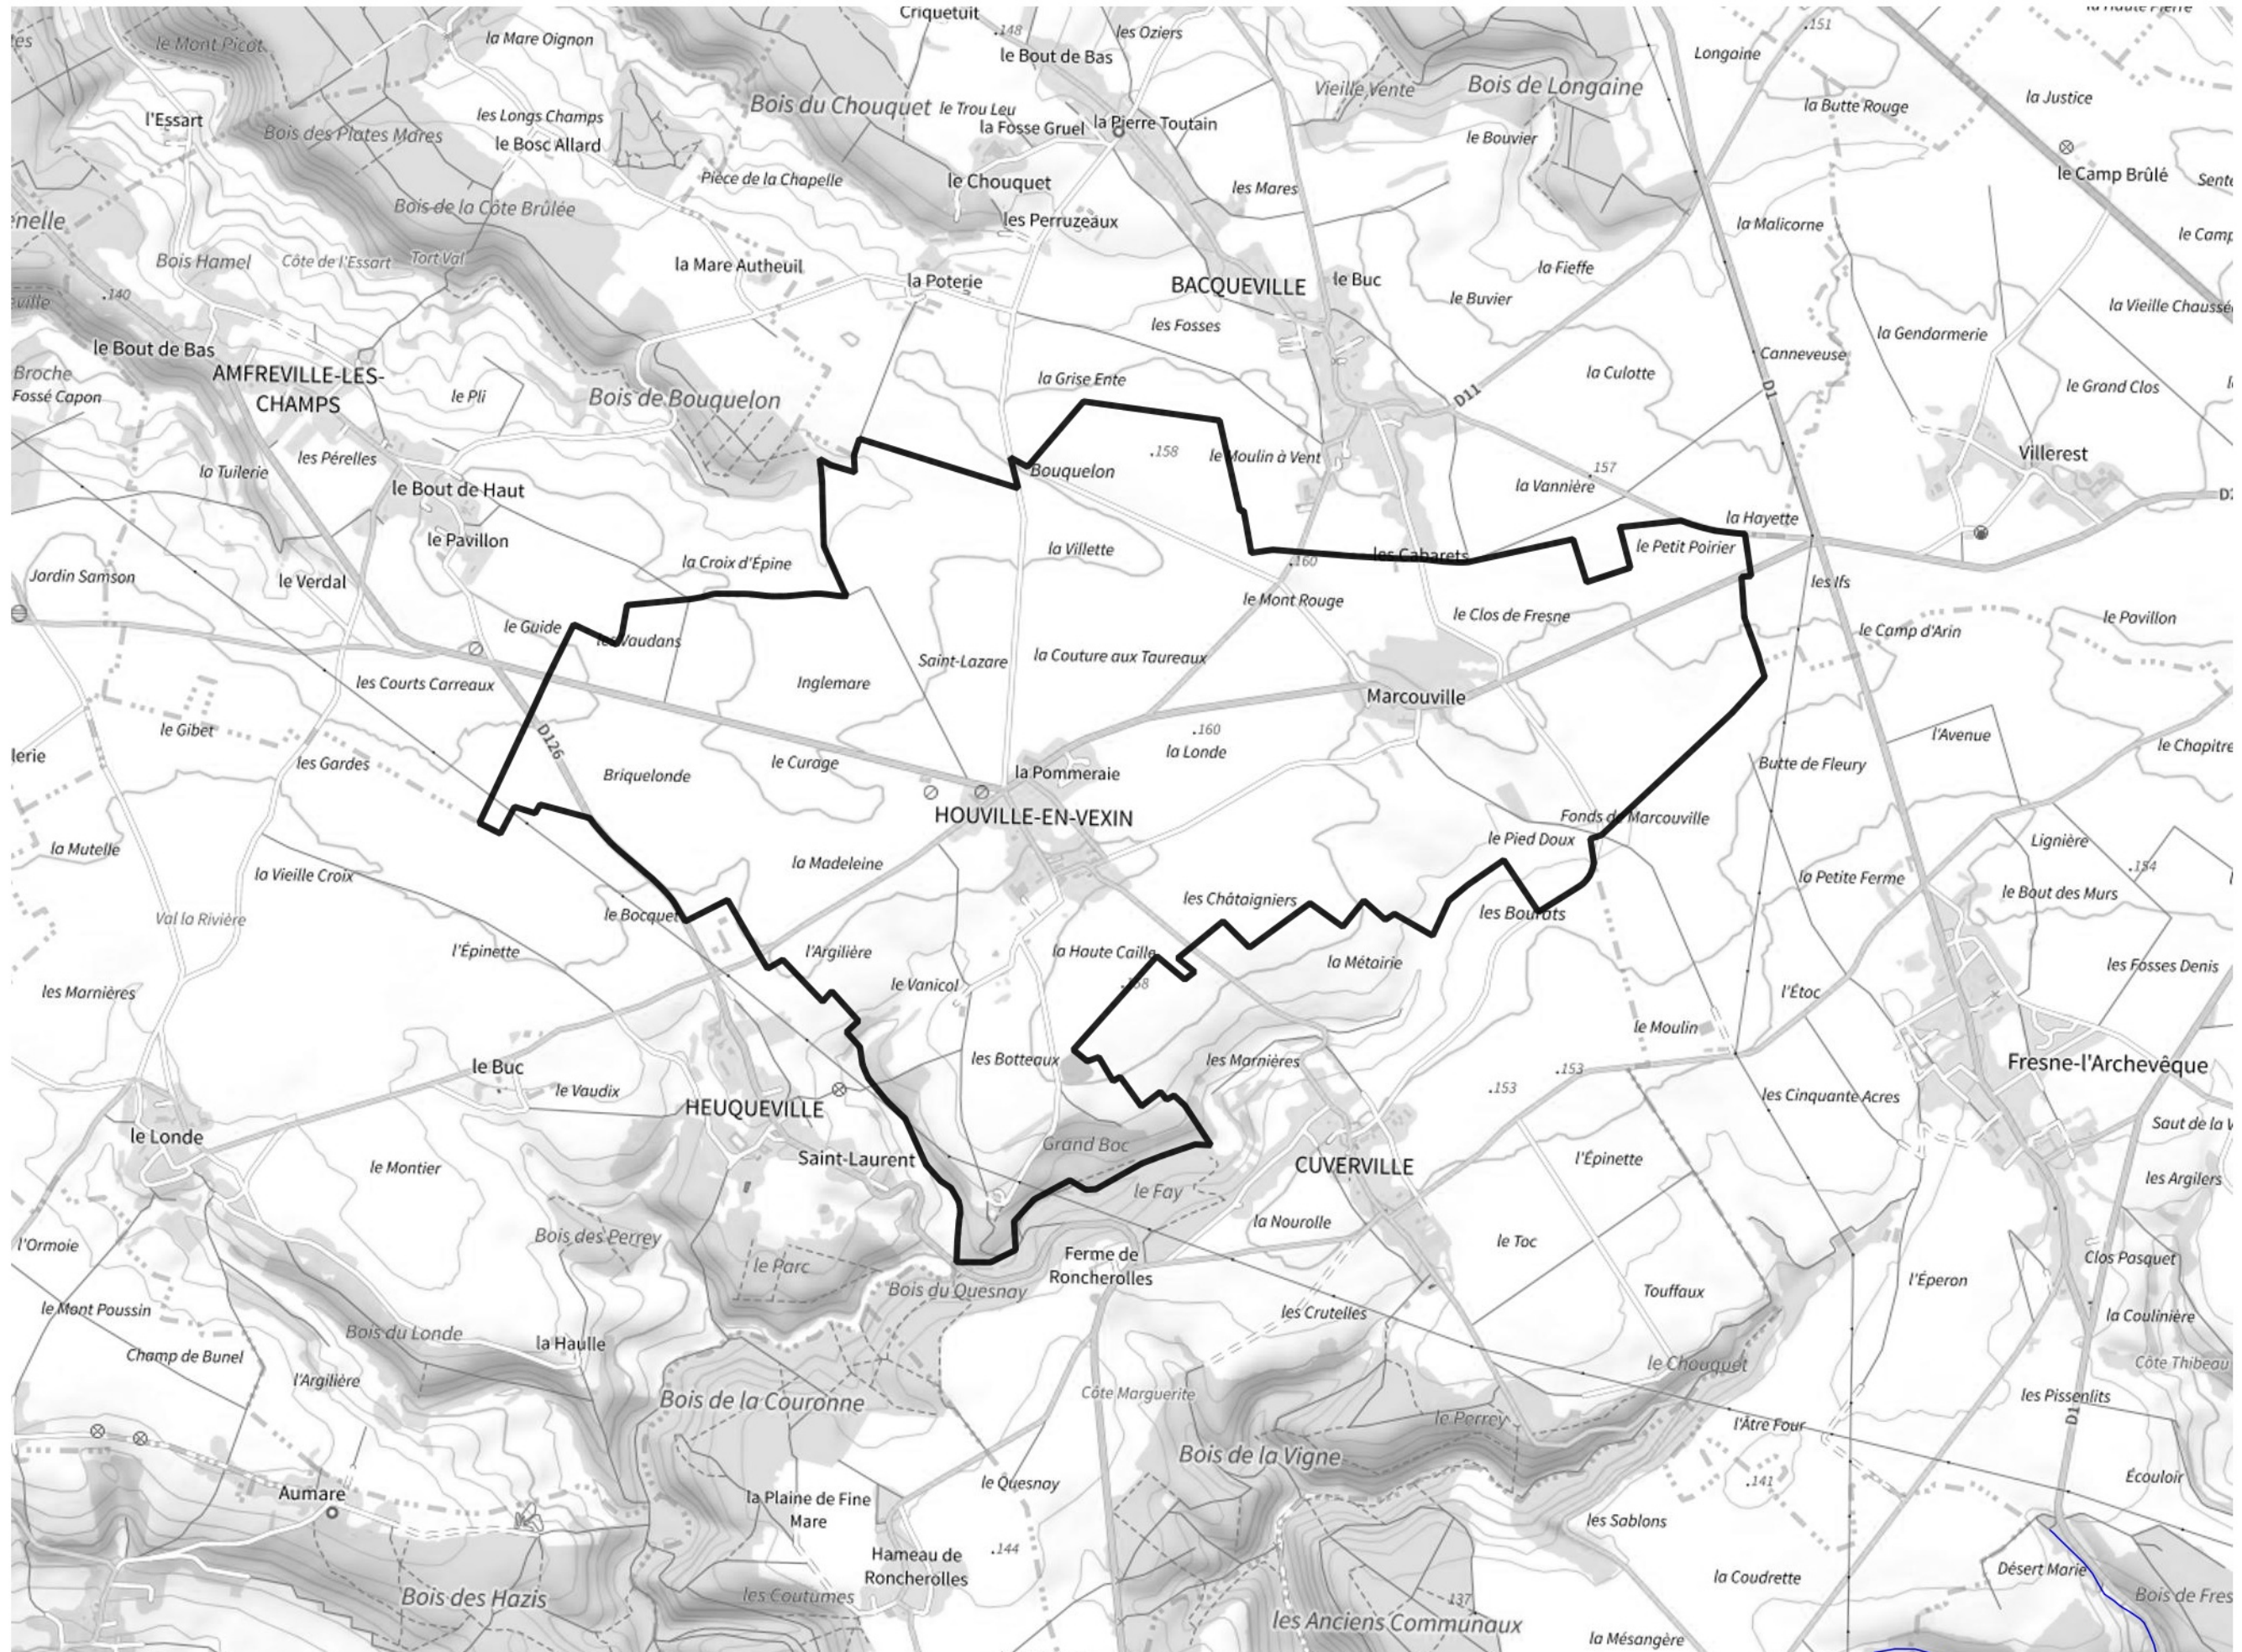 Criquetuit
.148
les Oziers
.151
le Mont Picot
la Mare Oignon
le Bout de Bas
Longaine
Vieille Vente
Bois de Longaine
la Justice
l'Essart
les Longs Champs
Bois du Chouquet
le Trou Leu
la Butte Rouge
Bois des Plates Mares
le Bosc Allard
la Fosse Gruel
la Pierre Toutain
le Bouvier
Pièce de la Chapelle
le Chouquet
les Mares
le Camp Brûlé
Bois de la Côte Brûlée
les Perruzeaux
la Malicorne
Bois Hamel
Côte de l'Essart
Tort Val
la Mare Autheuil
la Poterie
BACQUEVILLE
le Buc
la Fieffe
.140
le Buvier
la Vieille Chaussée
le Bout de Bas
les Fosses
la Gendarmerie
Canneveuse
Broche
Fossé Capon
AMFREVILLE-LES-
CHAMPS
le Pli
Bois de Bouquelon
la Grise Ente
D11
la Culotte
D1
le Grand Clos
la Tuilerie
les Pérelles
Bouquelon
.158
le Moulin à Vent
.157
la Vannière
Villerest
le Bout de Haut
la Hayette
le Pavillon
la Croix d'Épine
la Villette
les Cabarets
.160
le Petit Poirier
Jardin Samson
le Verdal
les Ifs
le Guide
les Vaudans
le Mont Rouge
le Clos de Fresne
le Camp d'Arin
le Pavillon
les Courts Carreaux
Inglemare
Saint-Lazare
la Couture aux Taureaux
Marcouville
le Gibet
D126
.160
la Londe
l'Avenue
le Chapitre
les Gardes
Briquelonde
le Curage
la Pommeraie
Butte de Fleury
HOUVILLE-EN-VEXIN
Fonds de Marcouville
la Mutelle
la Vieille Croix
la Madeleine
le Pied Doux
Lignière
.154
la Petite Ferme
le Bout des Murs
Val la Rivière
le Bocquet
les Châtaigniers
les Bourats
l'Épinette
l'Argilière
la Haute Caille
la Métairie
les Fosses Denis
les Marnières
le Vanicol
.158
l'Étoc
le Moulin
le Buc
le Vaudix
les Botteaux
les Marnières
.153
.153
Fresne-l'Archevêque
les Cinquante Acres
HEUQUEVILLE
le Londe
le Montier
Saint-Laurent
Grand Boc
CUVERVILLE
l'Épinette
les Argilers
le Fay
l'Ormoie
Bois des Perrey
le Parc
la Nourolle
le Toc
Ferme de
Roncherolles
Clos Pasquet
Bois du Quesnay
l'Éperon
Touffaux
le Mont Poussin
Bois du Londe
la Haulle
les Crutelles
la Coulinière
Champ de Bunel
l'Argilière
le Chouquet
Côte Thibeau
Bois de la Couronne
Côte Marguerite
les Pissenlits
le Perrey
l'Âtre Four
D1
Bois de la Vigne
.141
Écouloir
Aumare
la Plaine de Fine
Mare
le Quesnay
les Sablons
.144
Hameau de
Roncherolles
Désert Marie
la Coudrette
Bois des Hazis
les Coutumes
.137
les Anciens Communaux
la Mésangère